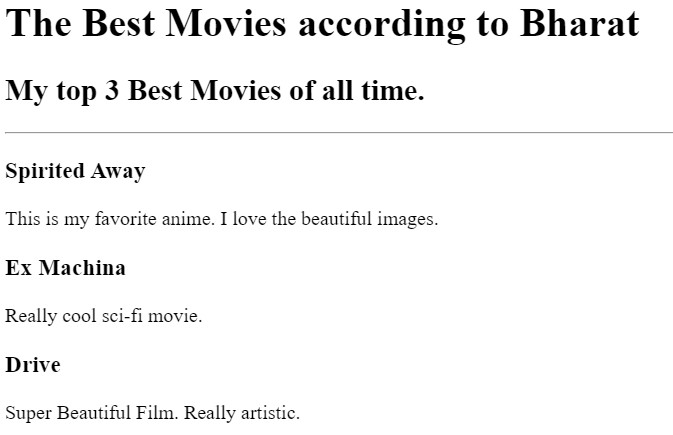 The Best Movies according to Bharat
My top 3 Best Movies of all time.
Spirited Away
This is my favorite anime. I love the beautiful images.
Ex Machina
Really cool sci-fi movie.
Drive
Super Beautiful Film. Really artistic.